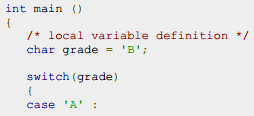 int main ()
{
/* local variable definition */
char grade = 'B';
switch(grade)
{
case 'A' :